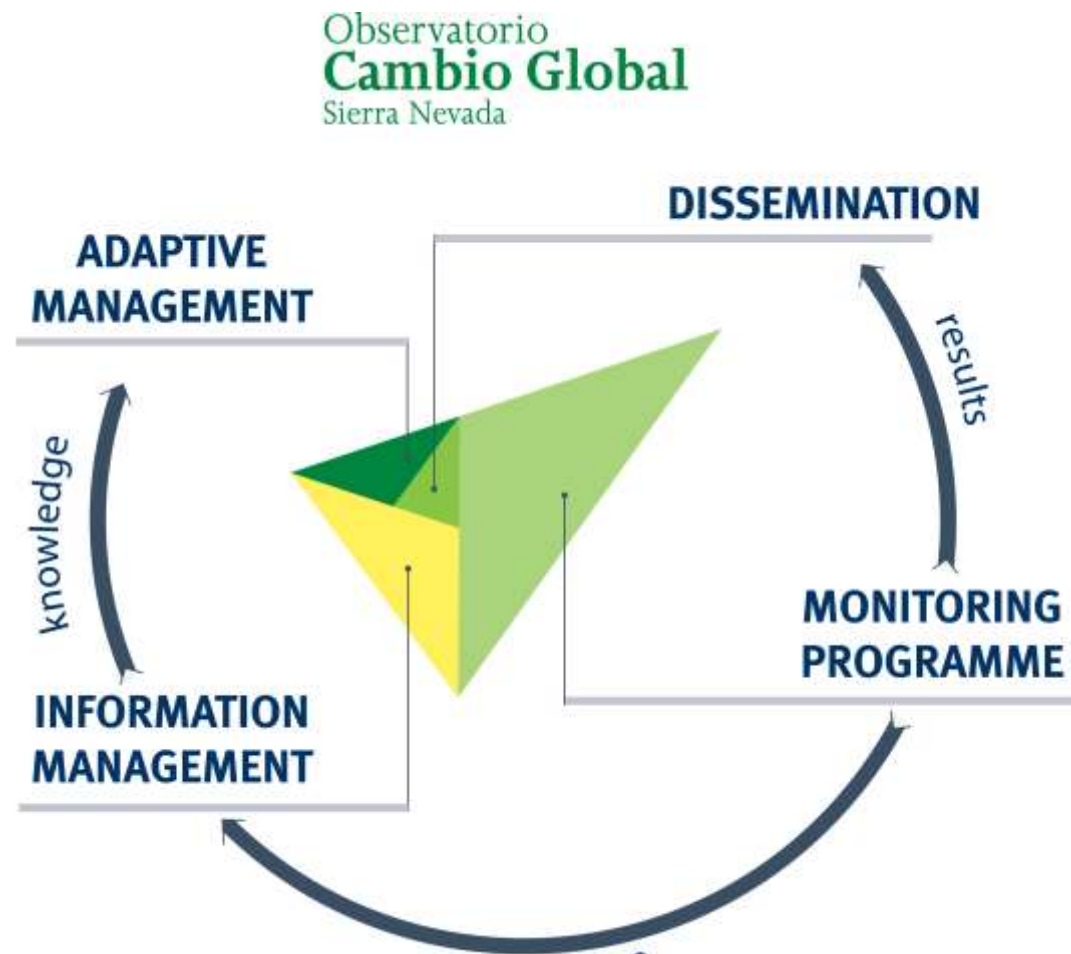 Observatorio
Cambio Global
Sierra Nevada
DISSEMINATION
ADAPTIVE
MANAGEMENT
results
knowledge
MONITORING
PROGRAMME
INFORMATION
MANAGEMENT